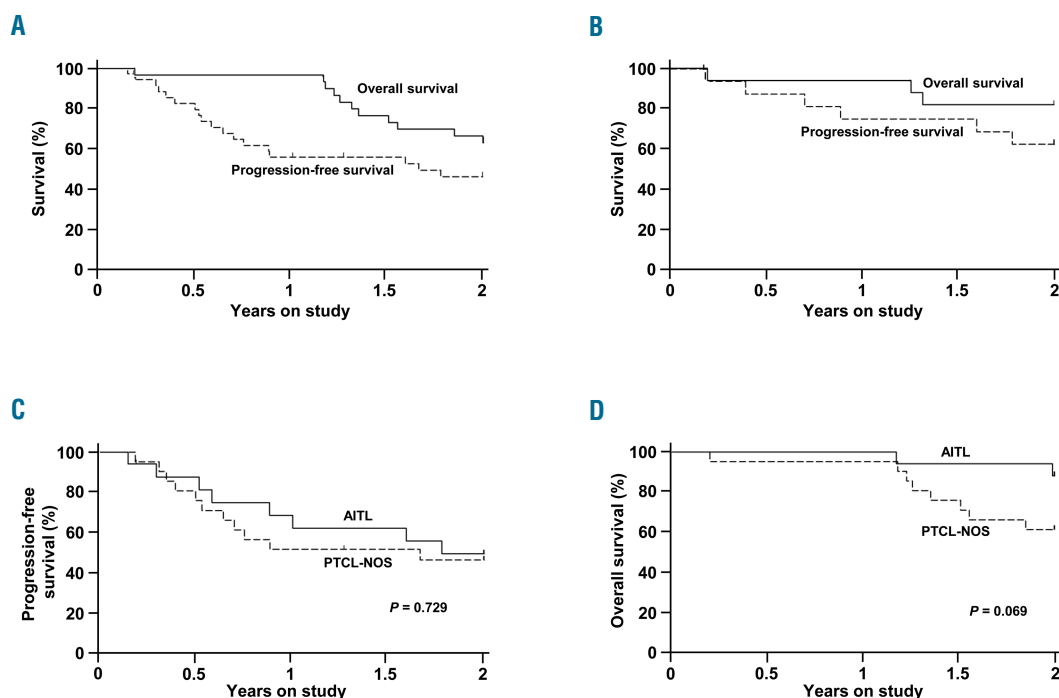 A
Survival (%)
100
80
60
40
20
0
Overall survival
Progression-free survival
0 0.5 1 1.5 2
Years on study
B
Survival (%)
100
80
60
40
20
0
Overall survival
Progression-free survival
0 0.5 1 1.5 2
Years on study
C
Progression-free
survival (%)
100
80
60
40
20
0
AITL
PTCL-NOS
P = 0.729
0 0.5 1 1.5 2
Years on study
D
Overall survival (%)
100
80
60
40
20
0
AITL
PTCL-NOS
P = 0.069
0 0.5 1 1.5 2
Years on study